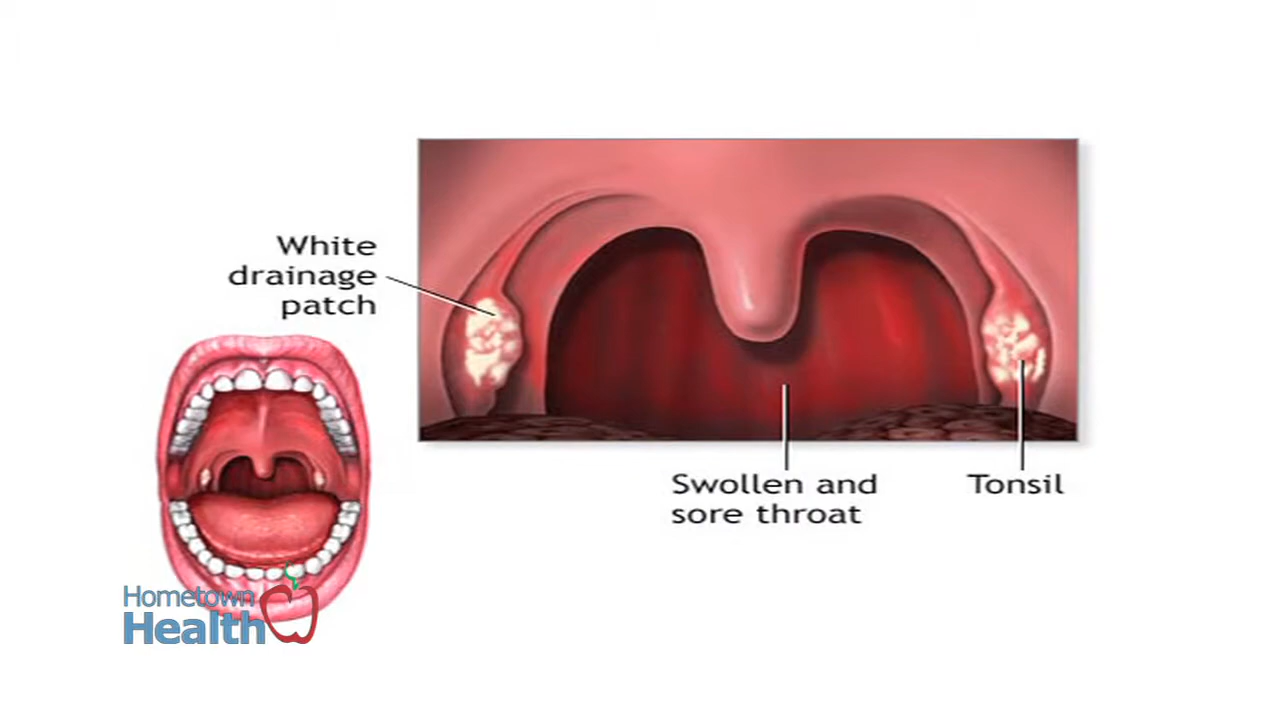 White
drainage
patch
Swollen and
sore throat
Tonsil
Hometown
Health